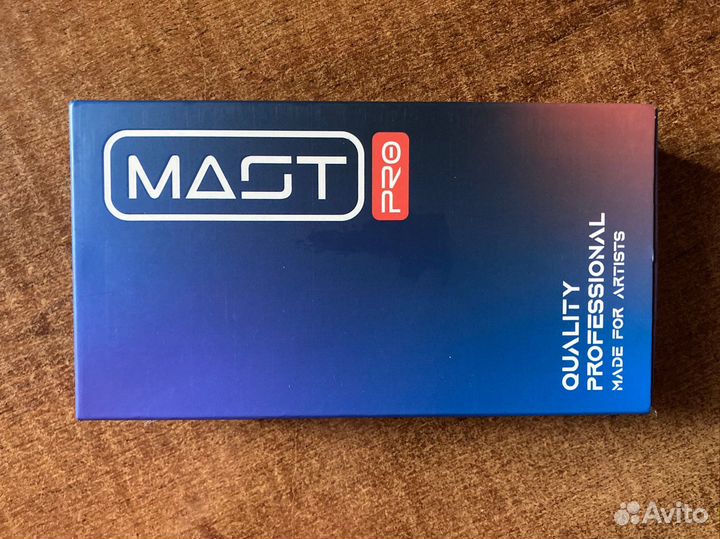 MAST
PRO
QUALITY
PROFESSIONAL
MADE FOR ARTISTS
Avito